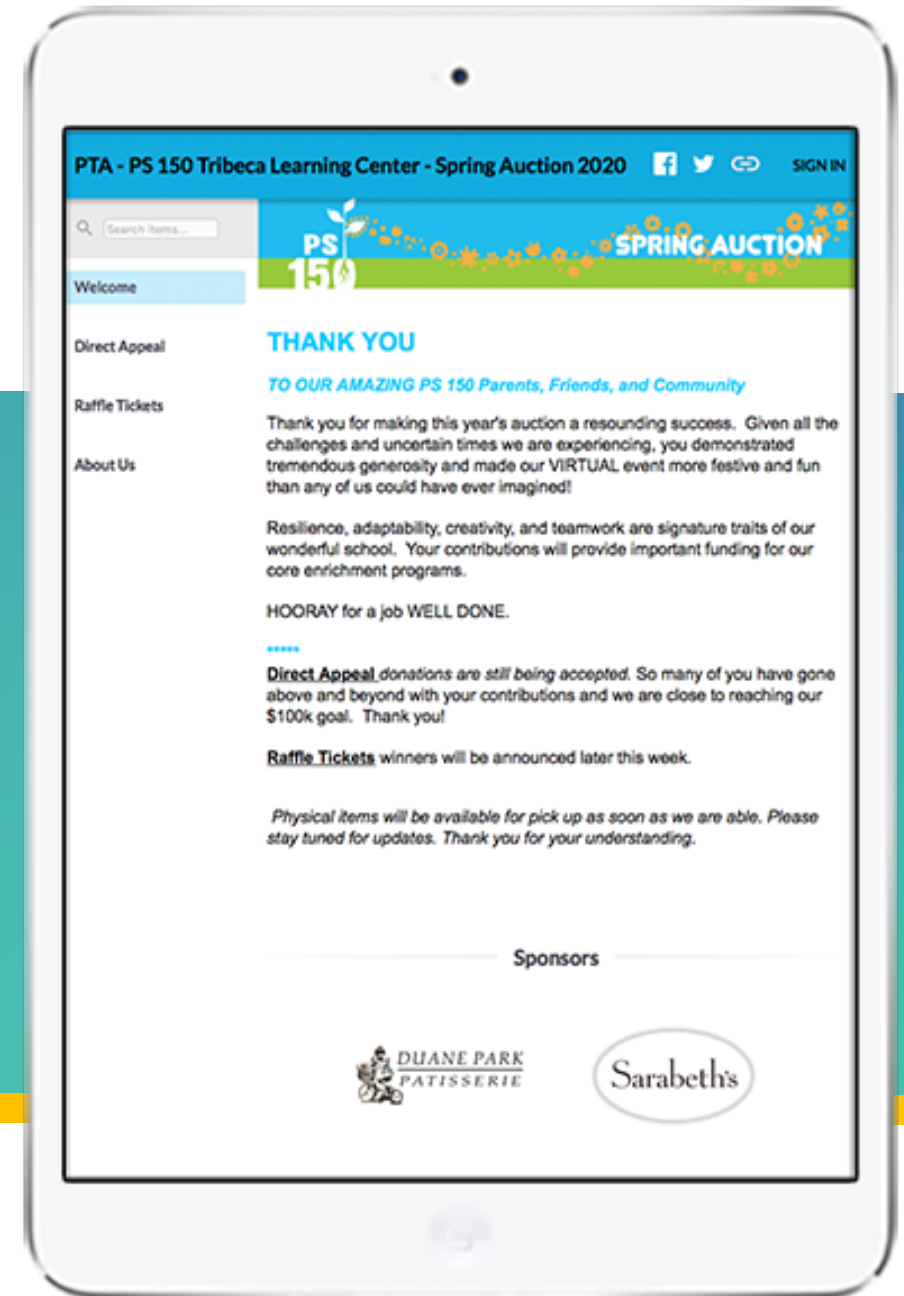 PTA - PS 150 Tribeca Learning Center - Spring Auction 2020
SIGN IN
Search items...
PS
150
SPRING AUCTION
Welcome
Direct Appeal
Raffle Tickets
About Us
THANK YOU
TO OUR AMAZING PS 150 Parents, Friends, and Community
Thank you for making this year's auction a resounding success. Given all the
challenges and uncertain times we are experiencing, you demonstrated
tremendous generosity and made our VIRTUAL event more festive and fun
than any of us could have ever imagined!
Resilience, adaptability, creativity, and teamwork are signature traits of our
wonderful school. Your contributions will provide important funding for our
core enrichment programs.
HOORAY for a job WELL DONE.
*****
Direct Appeal donations are still being accepted. So many of you have gone
above and beyond with your contributions and we are close to reaching our
$100k goal. Thank you!
Raffle Tickets winners will be announced later this week.
Physical items will be available for pick up as soon as we are able. Please
stay tuned for updates. Thank you for your understanding.
Sponsors
DUANE PARK
PATISSERIE
Sarabeth's